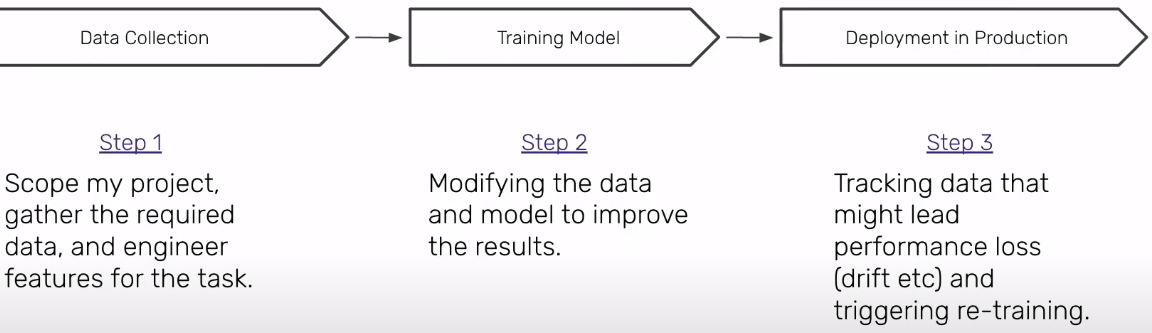 Data Collection
Training Model
Deployment in Production
Step 1
Scope my project,
gather the required
data, and engineer
features for the task.
Step 2
Modifying the data
and model to improve
the results.
Step 3
Tracking data that
might lead
performance loss
(drift etc) and
triggering re-training.